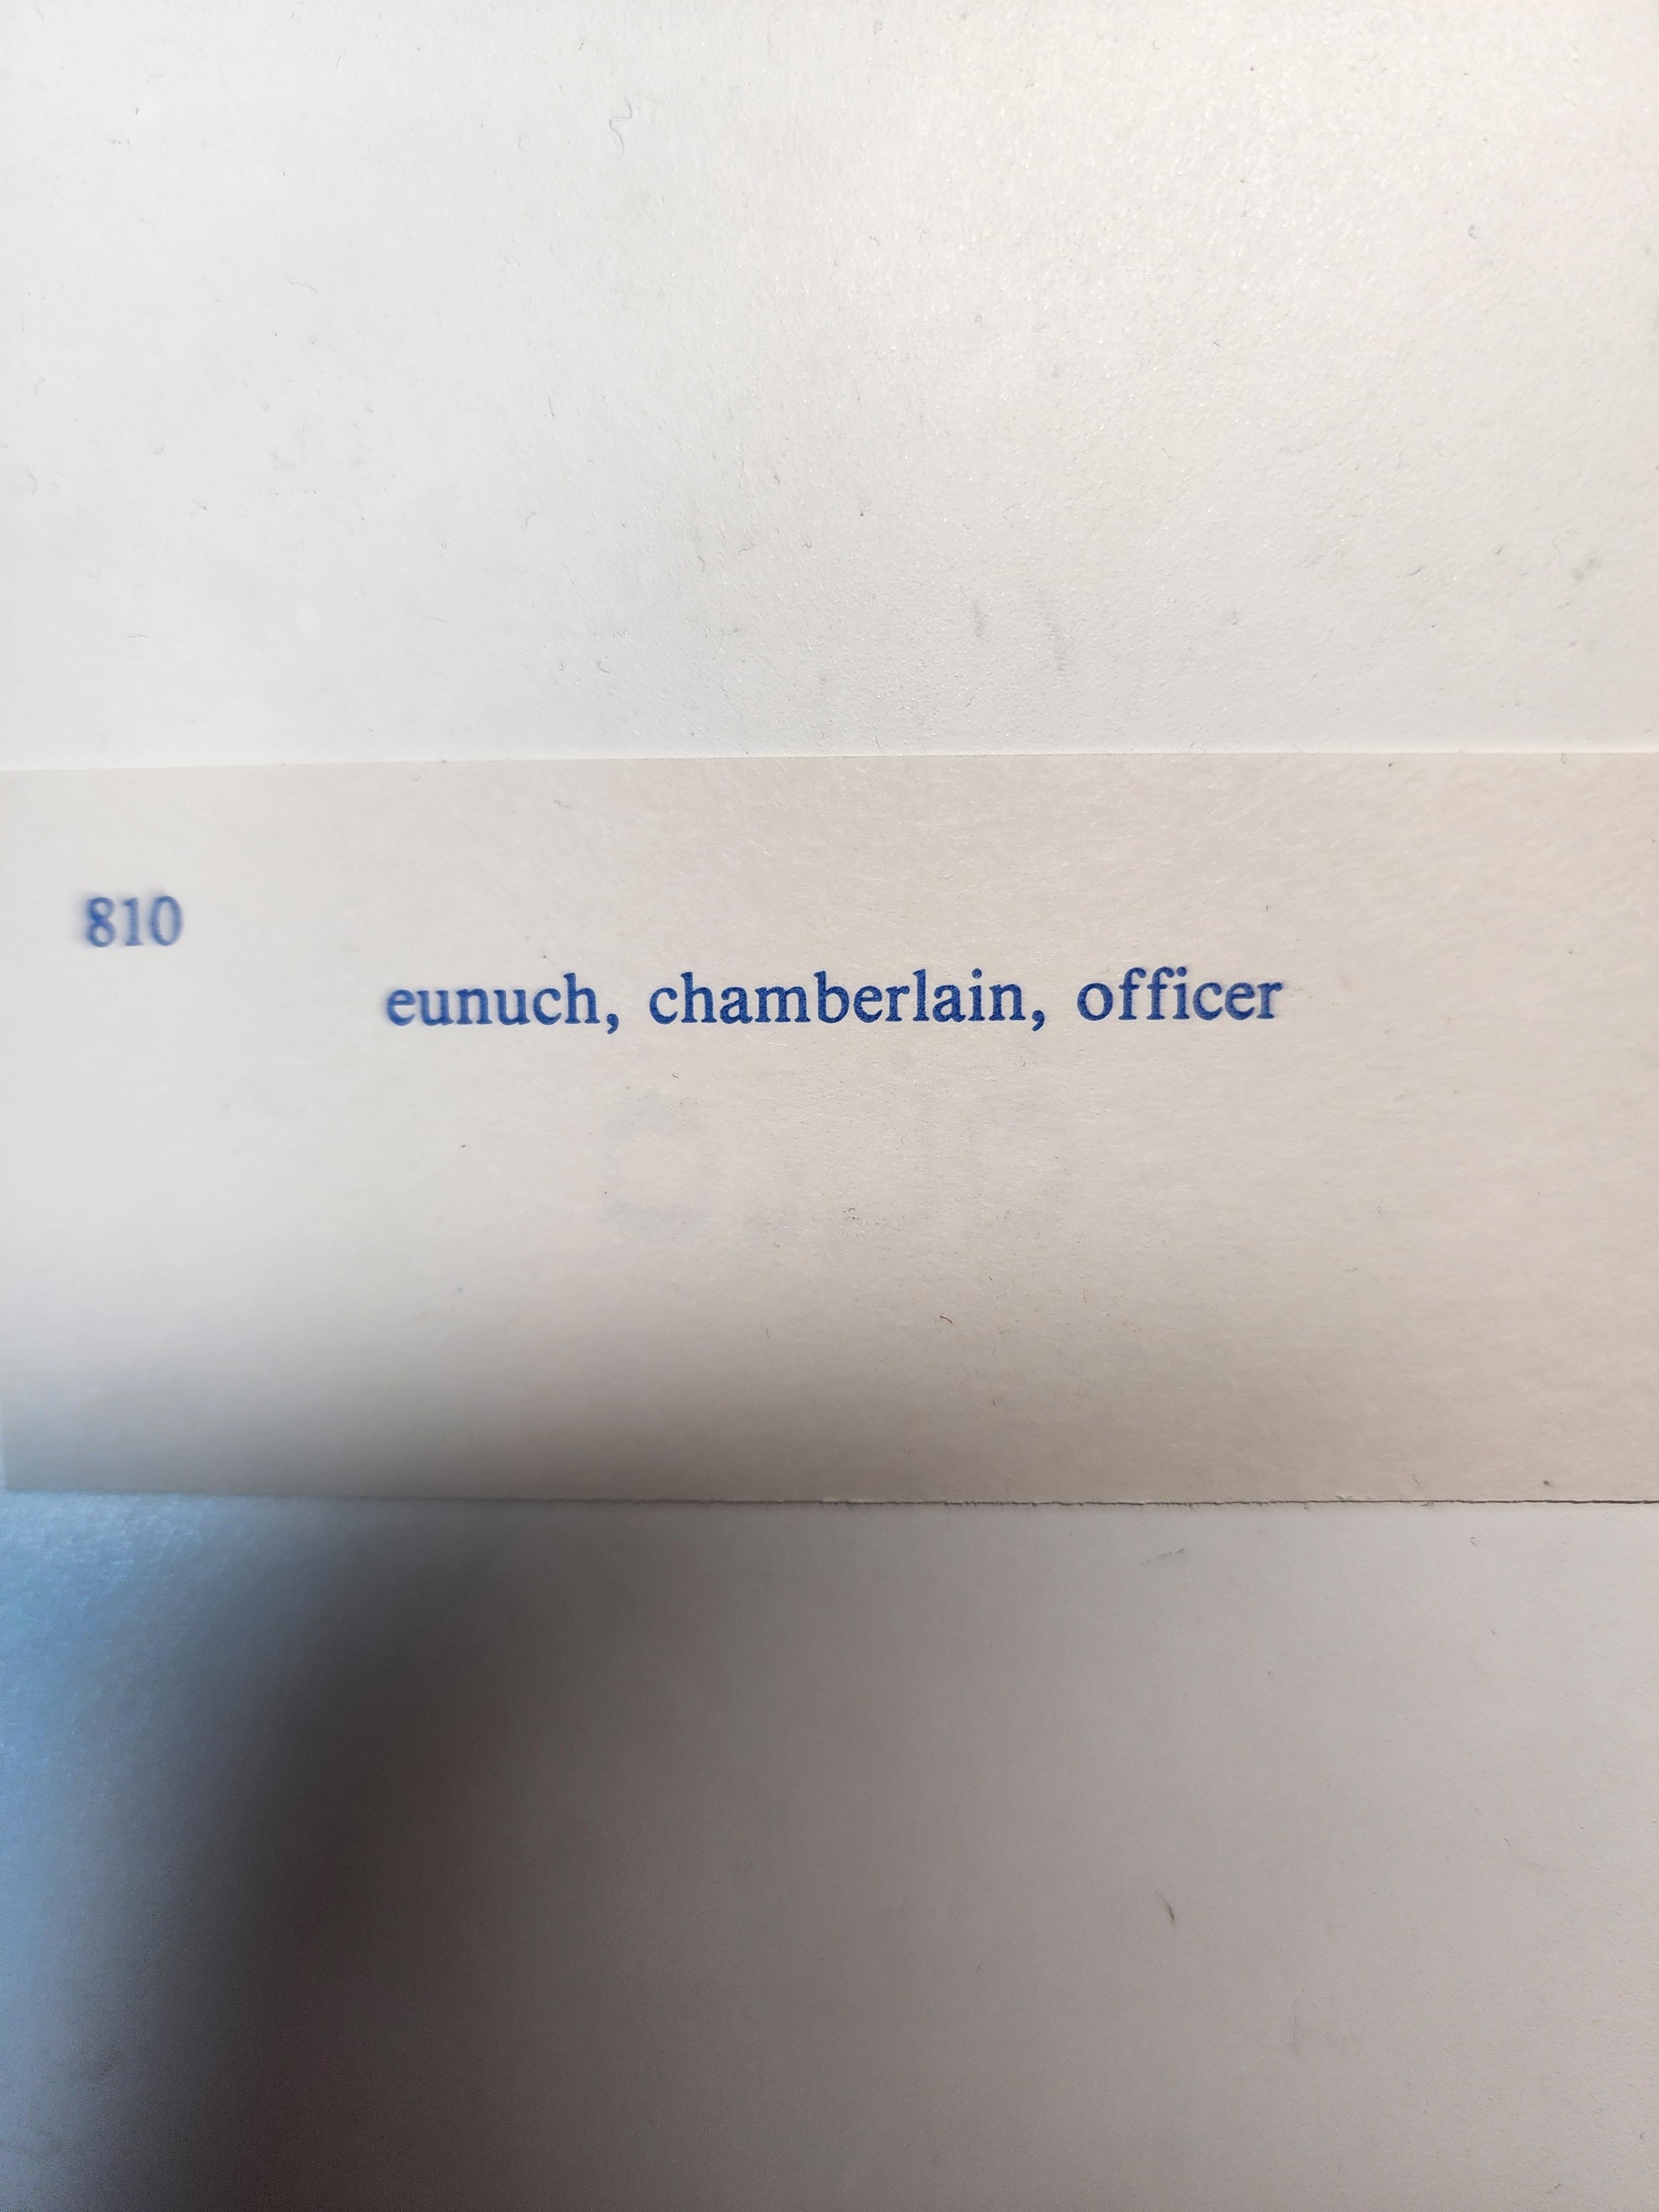 810
eunuch, chamberlain, officer